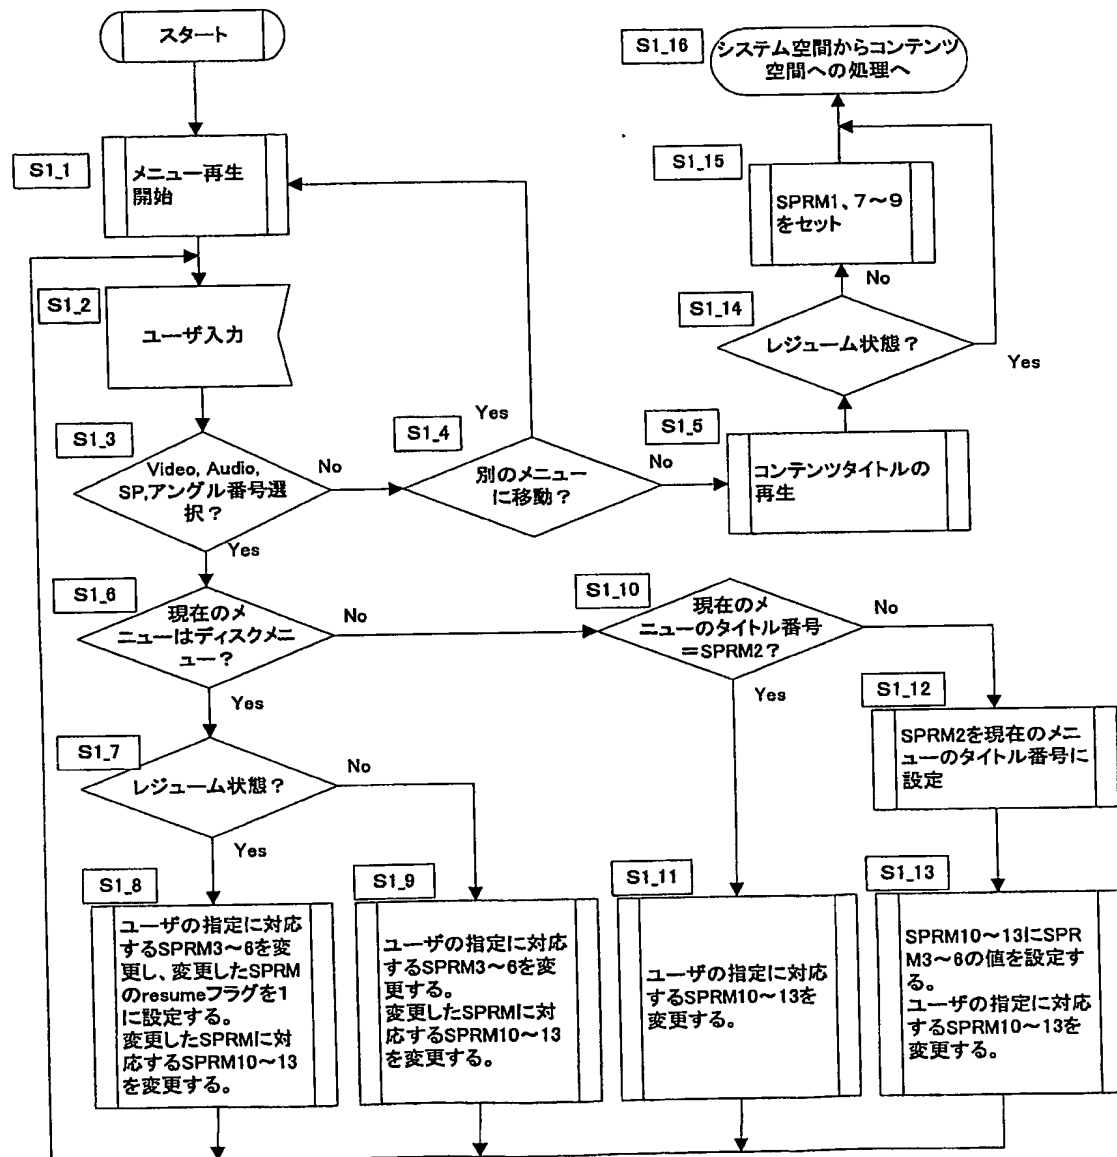 スタート
S1_16
システム空間からコンテンツ
空間への処理へ
S1_1
メニュー再生
開始
S1_15
SPRM1、7～9
をセット
S1_2
ユーザ入力
No
S1_14
レジューム状態？
Yes
S1_3
Video, Audio,
SP,アングル番号選
択？
No
Yes
S1_4
Yes
別のメニュー
に移動？
No
S1_5
コンテンツタイトルの
再生
S1_6
現在のメ
ニューはディスクメ
ニュー？
No
Yes
S1_10
現在のメ
ニューのタイトル番号
＝SPRM2？
No
Yes
S1_12
SPRM2を現在のメニ
ューのタイトル番号に
設定
S1_7
レジューム状態？
No
Yes
S1_8
ユーザの指定に対応
するSPRM3～6を変
更し、変更したSPRM
のresumeフラグを1
に設定する。
変更したSPRMに対
応するSPRM10～13
を変更する。
S1_9
ユーザの指定に対応
するSPRM3～6を変
更する。
変更したSPRMに対
応するSPRM10～13
を変更する。
S1_11
ユーザの指定に対応
するSPRM10～13を
変更する。
S1_13
SPRM10～13にSPR
M3～6の値を設定す
る。
ユーザの指定に対応
するSPRM10～13を
変更する。